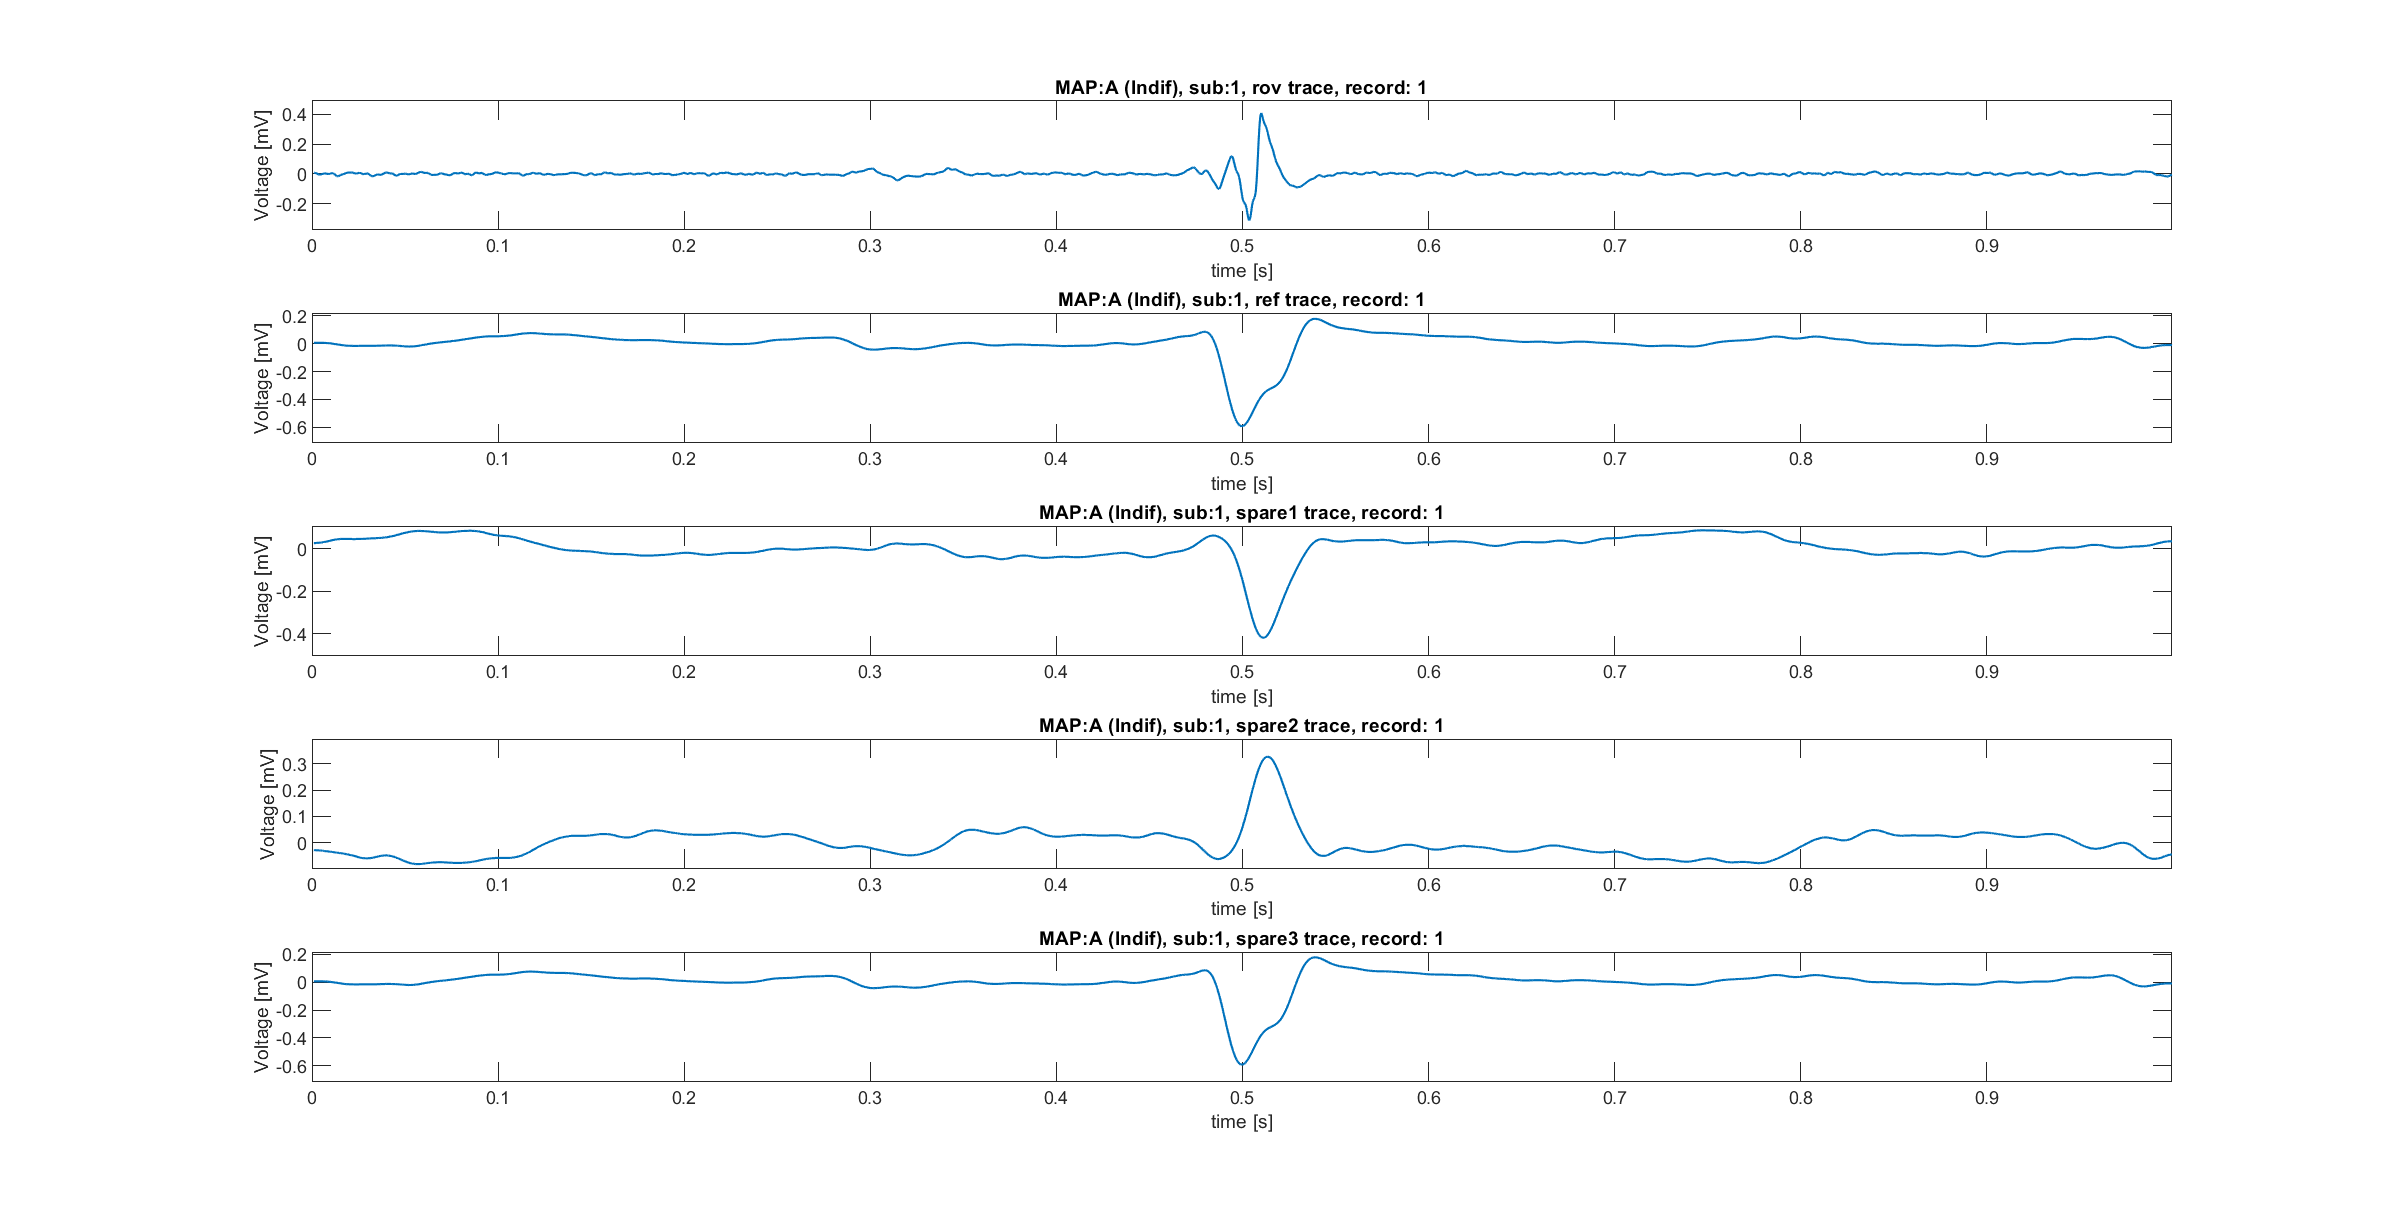 MAP:A (Indif), sub:1, rov trace, record: 1
Voltage [mV]
0.4
0.2
0
-0.2
0 0.1 0.2 0.3 0.4 0.5 0.6 0.7 0.8 0.9
time [s]
MAP:A (Indif), sub:1, ref trace, record: 1
Voltage [mV]
0.2
0
-0.2
-0.4
-0.6
0 0.1 0.2 0.3 0.4 0.5 0.6 0.7 0.8 0.9
time [s]
MAP:A (Indif), sub:1, spare1 trace, record: 1
Voltage [mV]
0
-0.2
-0.4
0 0.1 0.2 0.3 0.4 0.5 0.6 0.7 0.8 0.9
time [s]
MAP:A (Indif), sub:1, spare2 trace, record: 1
Voltage [mV]
0.3
0.2
0.1
0
0 0.1 0.2 0.3 0.4 0.5 0.6 0.7 0.8 0.9
time [s]
MAP:A (Indif), sub:1, spare3 trace, record: 1
Voltage [mV]
0.2
0
-0.2
-0.4
-0.6
0 0.1 0.2 0.3 0.4 0.5 0.6 0.7 0.8 0.9
time [s]